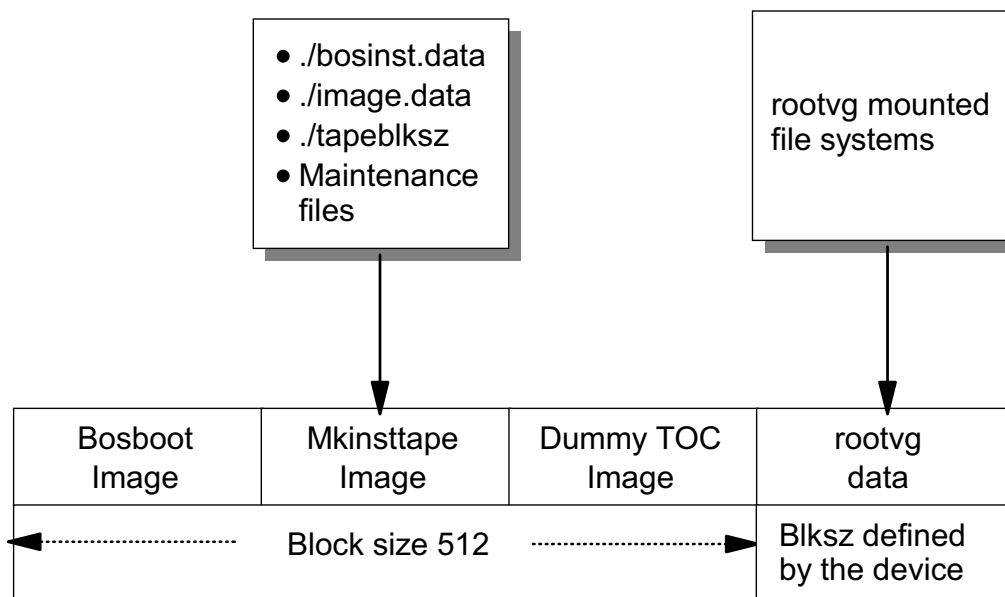 • ./bosinst.data
• ./image.data
• ./tapeblksz
• Maintenance
files
rootvg mounted
file systems
Bosboot
Image
Mkinsttape
Image
Dummy TOC
Image
rootvg
data
Block size 512
Blksz defined
by the device